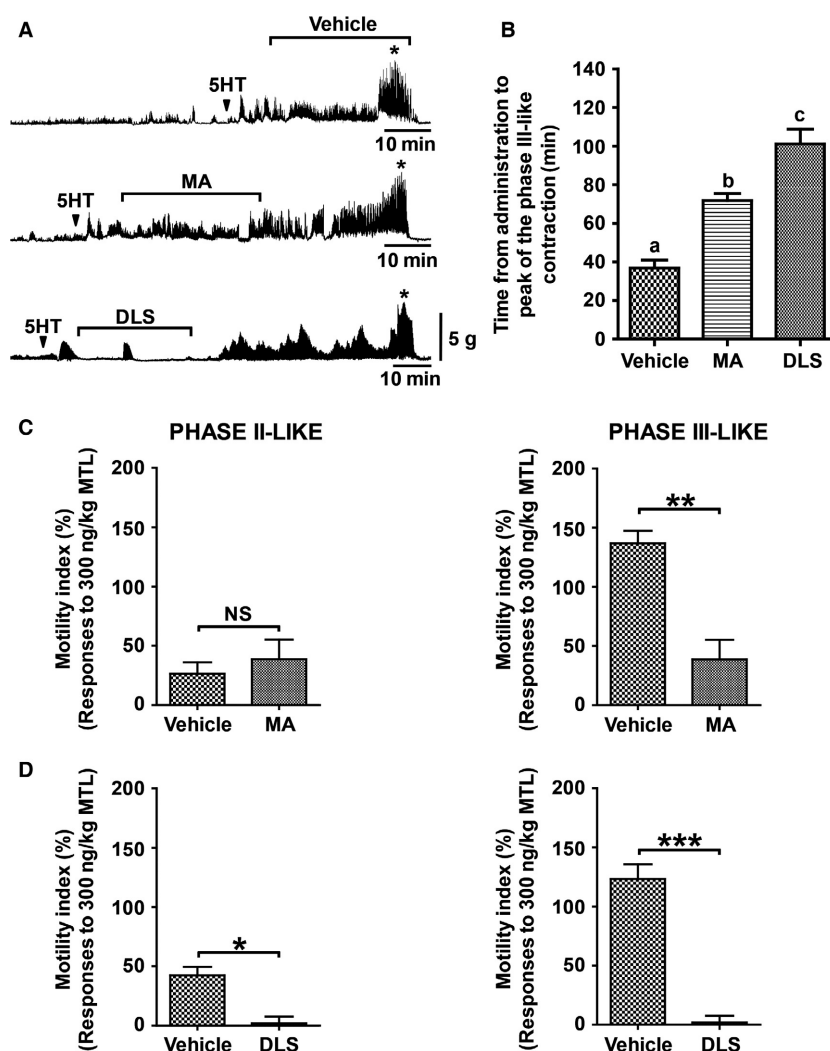 A
Vehicle
*
5HT
10 min
MA
*
5HT
10 min
DLS
*
5HT
5 g
10 min
B
Time from administration to
peak of the phase III-like
contraction (min)
140
120
100
80
60
40
20
0
a
b
c
Vehicle MA DLS
C
PHASE II-LIKE
Motility index (%)
(Responses to 300 ng/kg MTL)
200
150
100
50
0
NS
Vehicle MA
PHASE III-LIKE
Motility index (%)
(Responses to 300 ng/kg MTL)
200
150
100
50
0
**
Vehicle MA
D
Motility index (%)
(Responses to 300 ng/kg MTL)
200
150
100
50
0
*
Vehicle DLS
Motility index (%)
(Responses to 300 ng/kg MTL)
200
150
100
50
0
***
Vehicle DLS